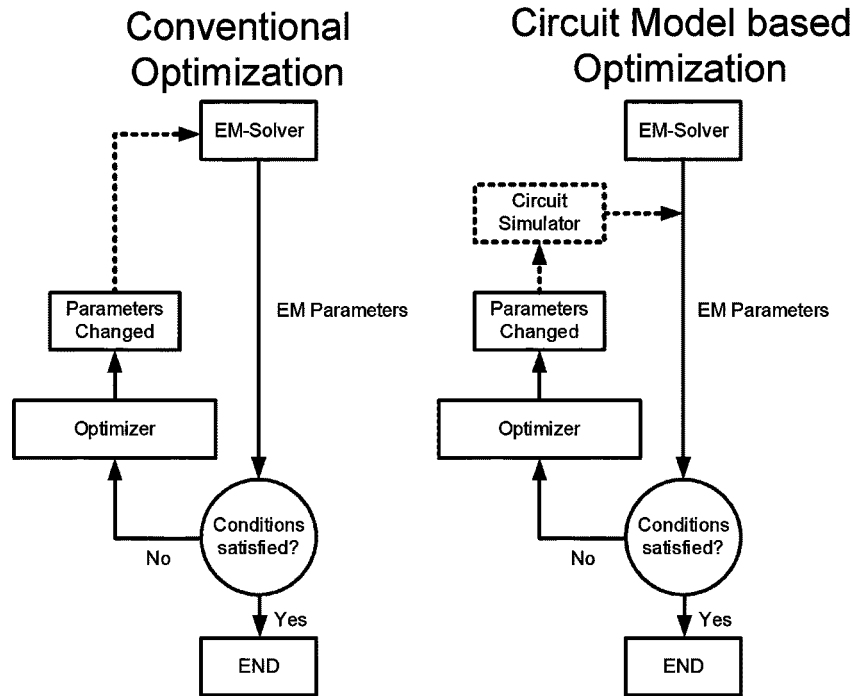 Conventional
Optimization
EM-Solver
Parameters
Changed
EM Parameters
Optimizer
Conditions
satisfied?
No
Yes
END
Circuit Model based
Optimization
EM-Solver
Circuit
Simulator
Parameters
Changed
EM Parameters
Optimizer
Conditions
satisfied?
No
Yes
END